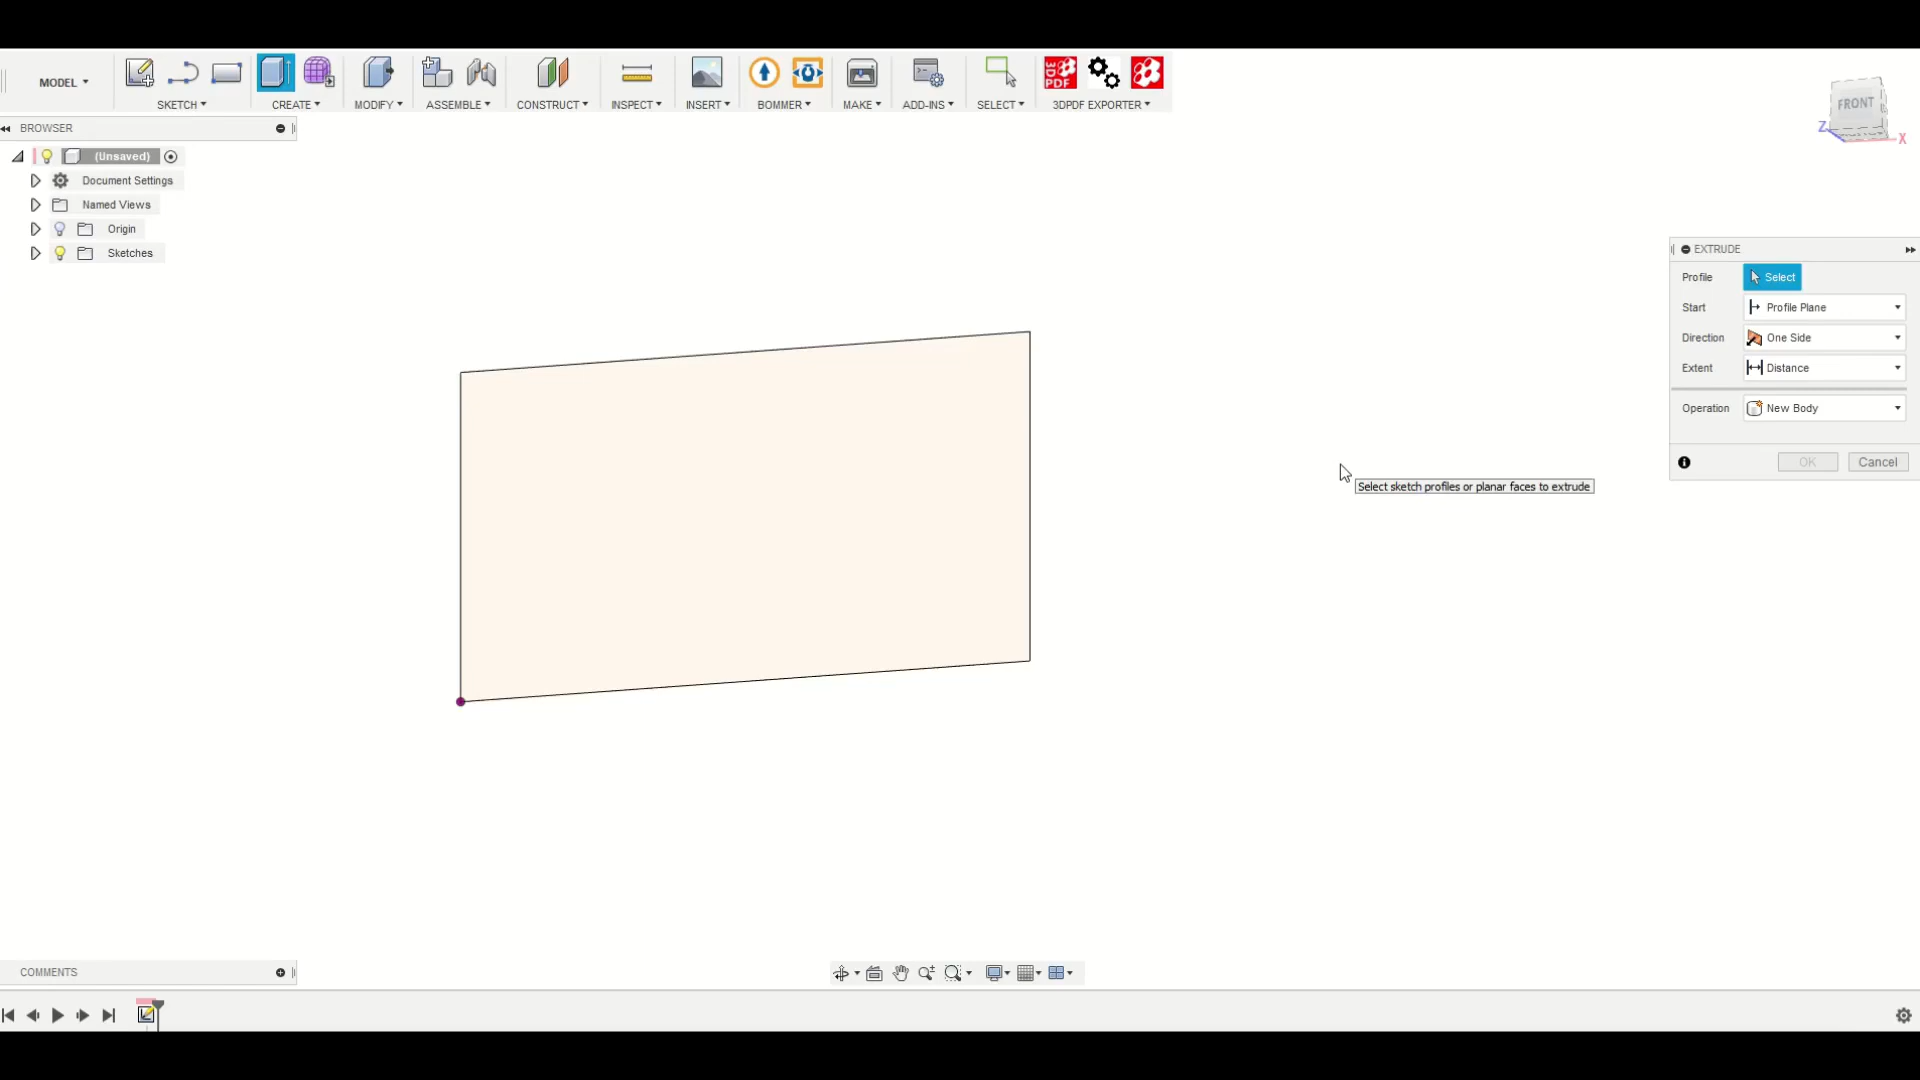 MODEL
SKETCH
CREATE
MODIFY
ASSEMBLE
CONSTRUCT
INSPECT
INSERT
BOMMER
MAKE
ADD-INS
SELECT
3D
PDF
3DPDF EXPORTER
FRONT
Z
X
BROWSER
(Unsaved)
Document Settings
Named Views
Origin
Sketches
EXTRUDE
Profile Select
Start Profile Plane
Direction One Side
Extent Distance
Operation New Body
OK Cancel
Select sketch profiles or planar faces to extrude
COMMENTS